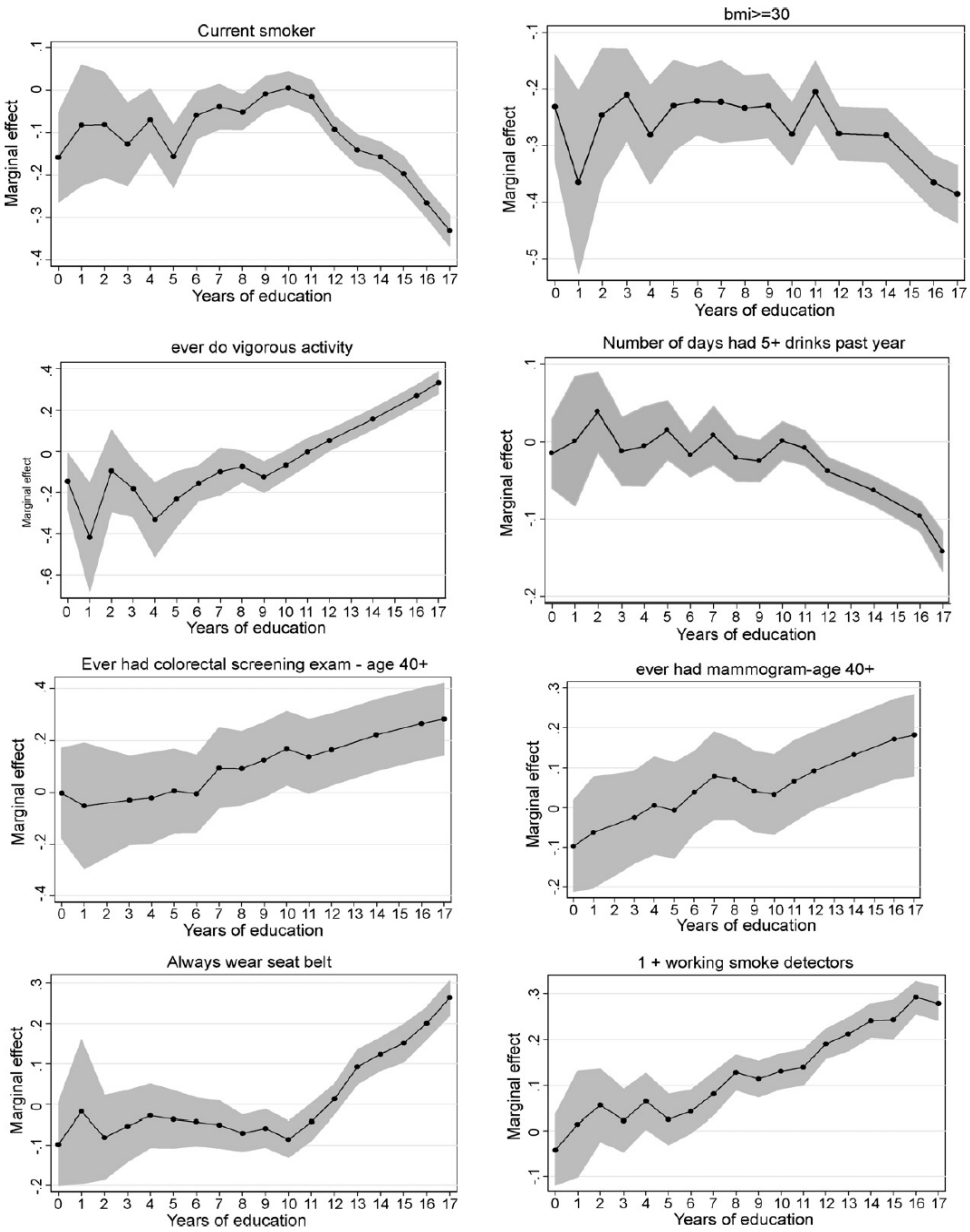 Current smoker
Marginal effect
.1
0
-.1
-.2
-.3
-.4
0 1 2 3 4 5 6 7 8 9 10 11 12 13 14 15 16 17
Years of education
bmi>=30
Marginal effect
-.1
-.2
-.3
-.4
-.5
0 1 2 3 4 5 6 7 8 9 10 11 12 13 14 15 16 17
Years of education
ever do vigorous activity
Marginal effect
.4
.2
0
-.2
-.4
-.6
0 1 2 3 4 5 6 7 8 9 10 11 12 13 14 15 16 17
Years of education
Number of days had 5+ drinks past year
Marginal effect
0.1
0
-.1
-.2
0 1 2 3 4 5 6 7 8 9 10 11 12 13 14 15 16 17
Years of education
Ever had colorectal screening exam - age 40+
Marginal effect
.4
.2
0
-.2
-.4
0 1 2 3 4 5 6 7 8 9 10 11 12 13 14 15 16 17
Years of education
ever had mammogram-age 40+
Marginal effect
.3
.2
0.1
0
-.1
-.2
0 1 2 3 4 5 6 7 8 9 10 11 12 13 14 15 16 17
Years of education
Always wear seat belt
Marginal effect
0.3
.2
0.1
0
-.1
-.2
0 1 2 3 4 5 6 7 8 9 10 11 12 13 14 15 16 17
Years of education
1 + working smoke detectors
Marginal effect
.3
.2
0.1
0
-.1
0 1 2 3 4 5 6 7 8 9 10 11 12 13 14 15 16 17
Years of education